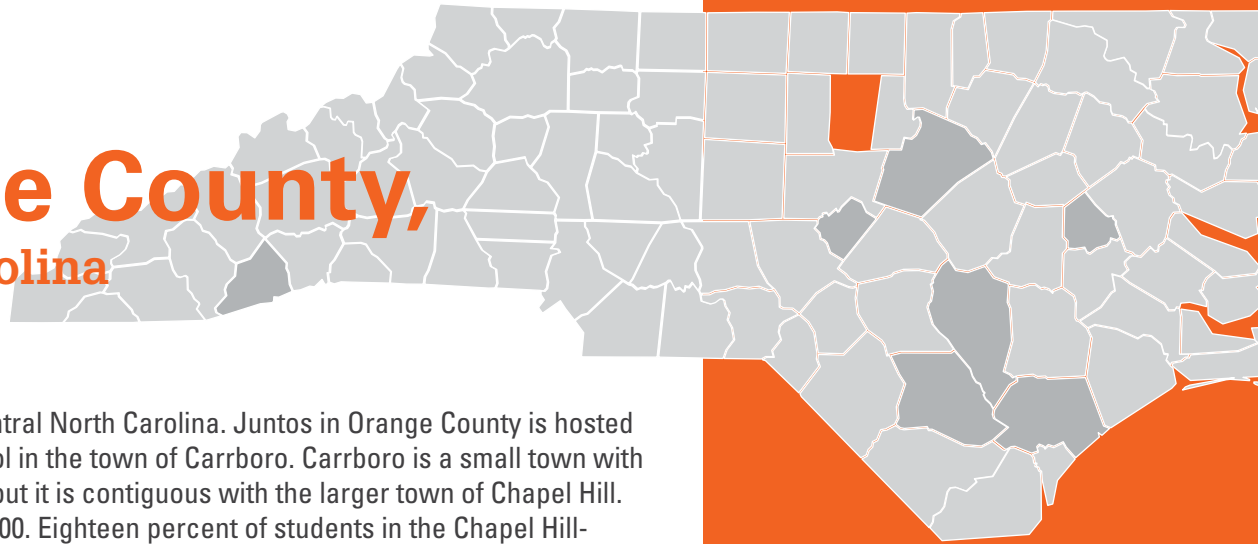 e County,
olina
ntral North Carolina. Juntos in Orange County is hosted
ol in the town of Carrboro. Carrboro is a small town with
out it is contiguous with the larger town of Chapel Hill.
00. Eighteen percent of students in the Chapel Hill-